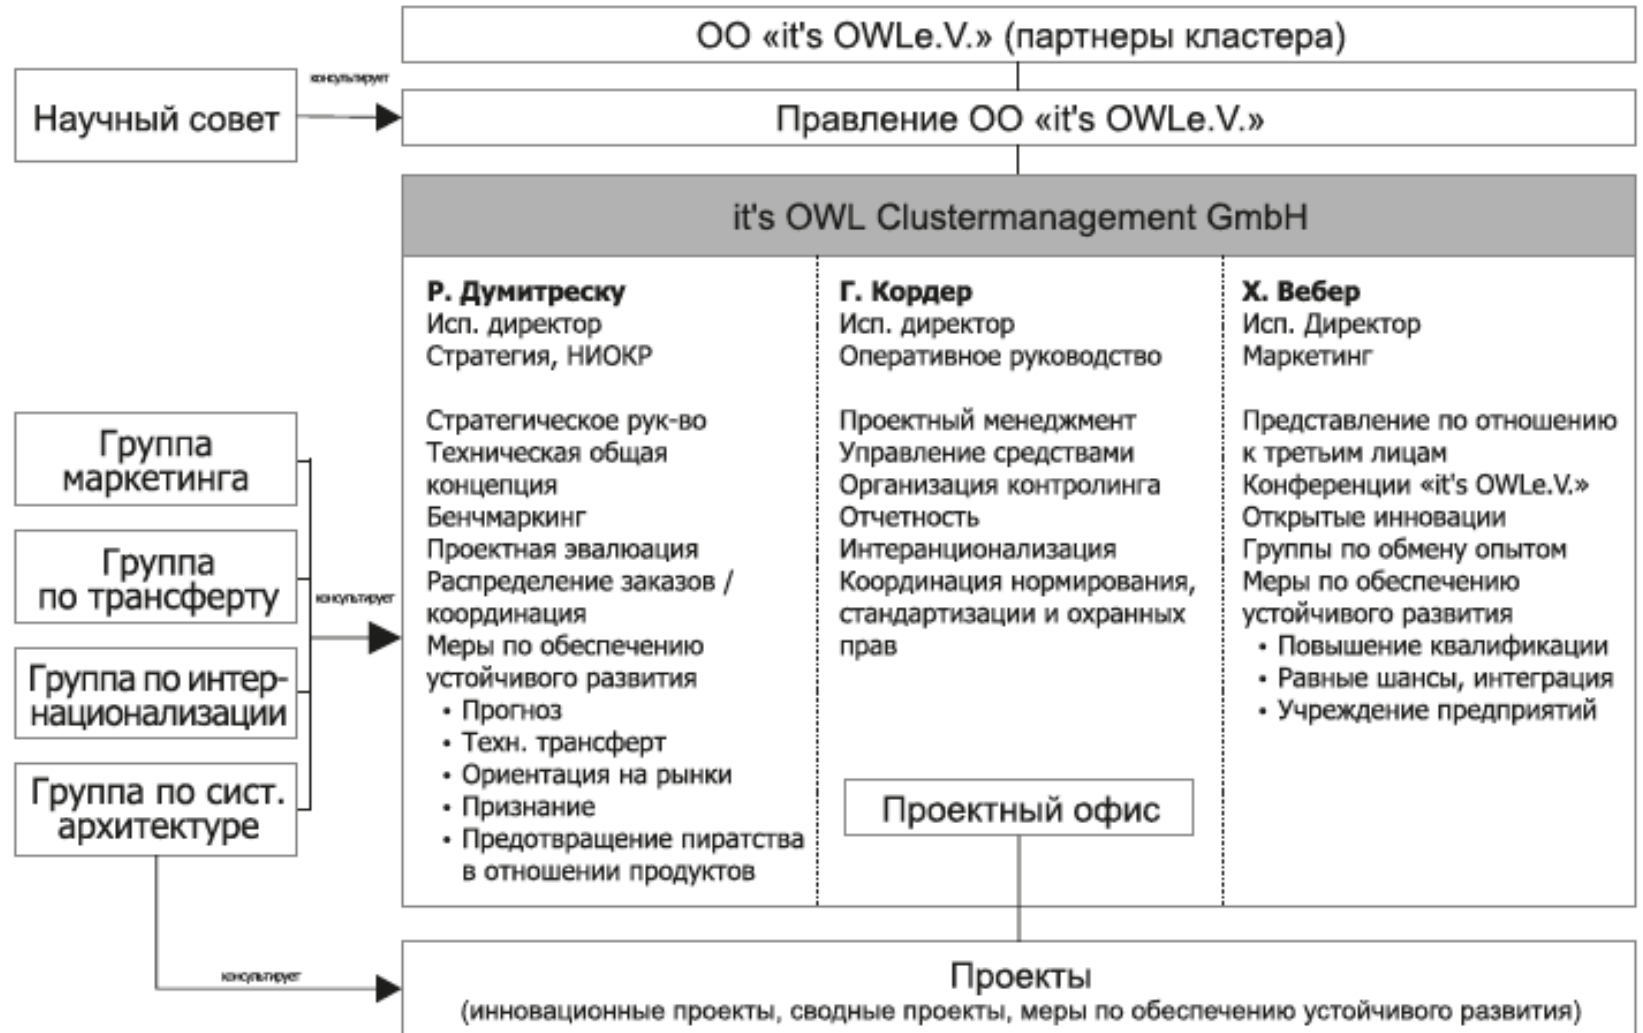 ОО «it's OWLe.V.» (партнеры кластера)
консультирует
Научный совет
Правление ОО «it's OWLe.V.»
it's OWL Clustermanagement GmbH
Р. Думитреску
Исп. директор
Стратегия, НИОКР
Стратегическое рук-во
Техническая общая
концепция
Бенчмаркинг
Проектная эвалюация
Распределение заказов /
координация
Меры по обеспечению
устойчивого развития
• Прогноз
• Техн. трансферт
• Ориентация на рынки
• Признание
• Предотвращение пиратства
в отношении продуктов
Г. Кордер
Исп. директор
Оперативное руководство
Проектный менеджмент
Управление средствами
Организация контролинга
Отчетность
Интеранционализация
Координация нормирования,
стандартизации и охранных
прав
Проектный офис
Х. Вебер
Исп. Директор
Маркетинг
Представление по отношению
к третьим лицам
Конференции «it's OWLe.V.»
Открытые инновации
Группы по обмену опытом
Меры по обеспечению
устойчивого развития
• Повышение квалификации
• Равные шансы, интеграция
• Учреждение предприятий
Группа
маркетинга
Группа
по трансферту
консультирует
Группа по интер-
национализации
Группа по сист.
архитектуре
консультирует
Проекты
(инновационные проекты, сводные проекты, меры по обеспечению устойчивого развития)